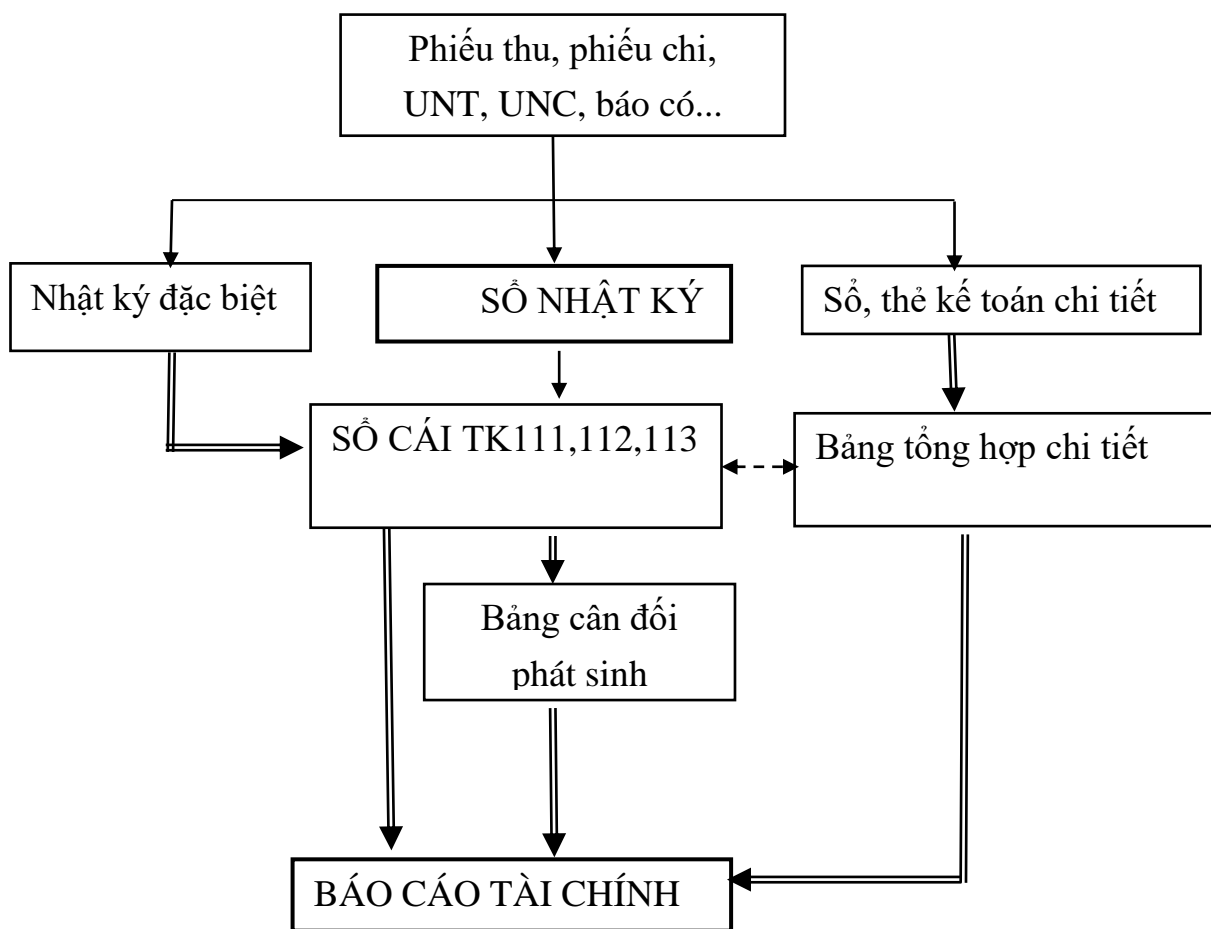 Phiếu thu, phiếu chi,
UNT, UNC, báo có...
Nhật ký đặc biệt
SỔ NHẬT KÝ
Sổ, thẻ kế toán chi tiết
SỔ CÁI TK111,112,113
Bảng tổng hợp chi tiết
Bảng cân đối
phát sinh
BÁO CÁO TÀI CHÍNH